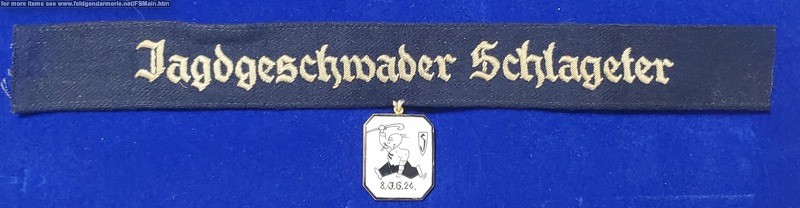 for more items see www.feldgendarmerie.net/FSMain.htm
Jagdgeschwader Schlageter
8.J.G.26.